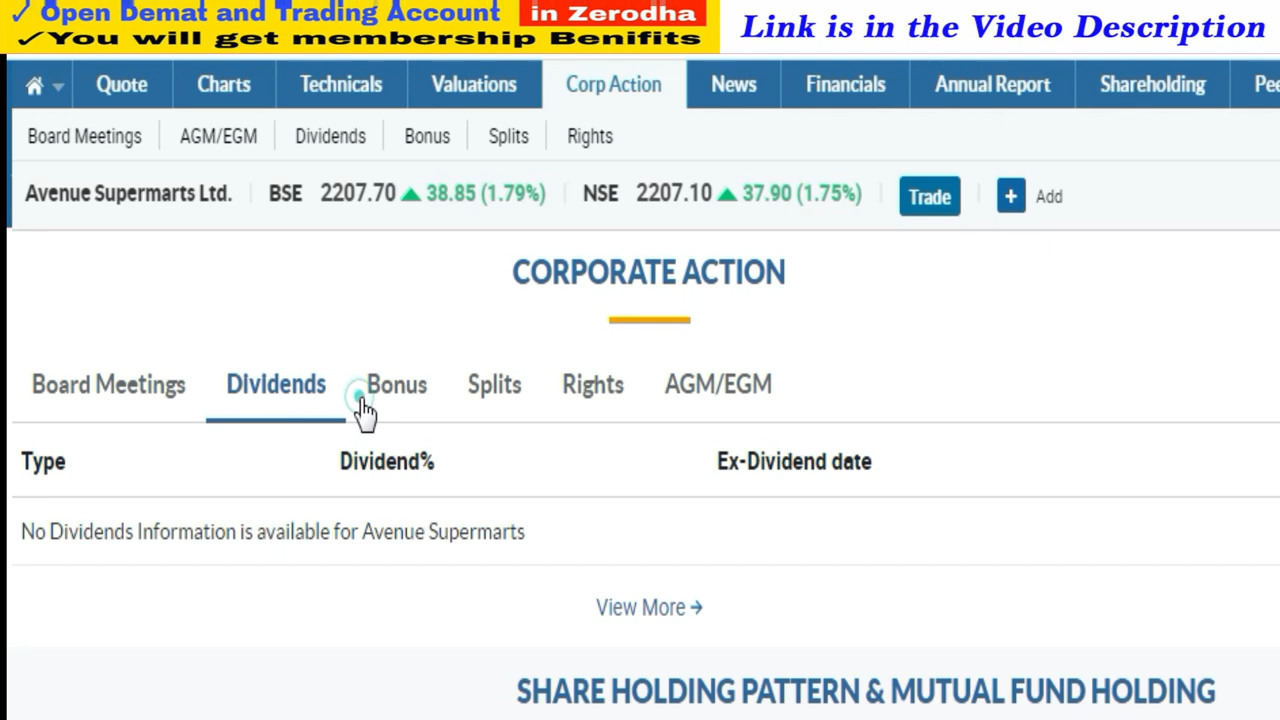 ✓ Open Demat and Trading Account in Zerodha
✓You will get membership Benifits
Link is in the Video Description
Quote Charts Technicals Valuations Corp Action News Financials Annual Report Shareholding Pee
Board Meetings AGM/EGM Dividends Bonus Splits Rights
Avenue Supermarts Ltd. BSE 2207.70 ▲ 38.85 (1.79%) NSE 2207.10 ▲ 37.90 (1.75%) Trade + Add
CORPORATE ACTION
Board Meetings Dividends Bonus Splits Rights AGM/EGM
Type Dividend% Ex-Dividend date
No Dividends Information is available for Avenue Supermarts
View More →
SHARE HOLDING PATTERN & MUTUAL FUND HOLDING